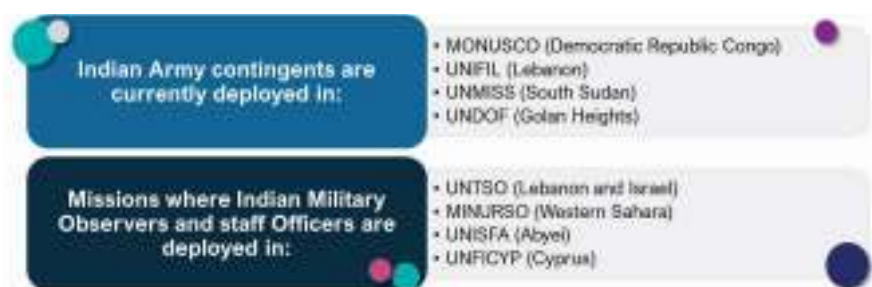 Indian Army contingents are
currently deployed in:
• MONUSCO (Democratic Republic Congo)
• UNIFIL (Lebanon)
• UNMISS (South Sudan)
• UNDOF (Golan Heights)
Missions where Indian Military
Observers and staff Officers are
deployed in:
• UNTSO (Lebanon and Israel)
• MINURSO (Western Sahara)
• UNISFA (Abyei)
• UNFICYP (Cyprus)